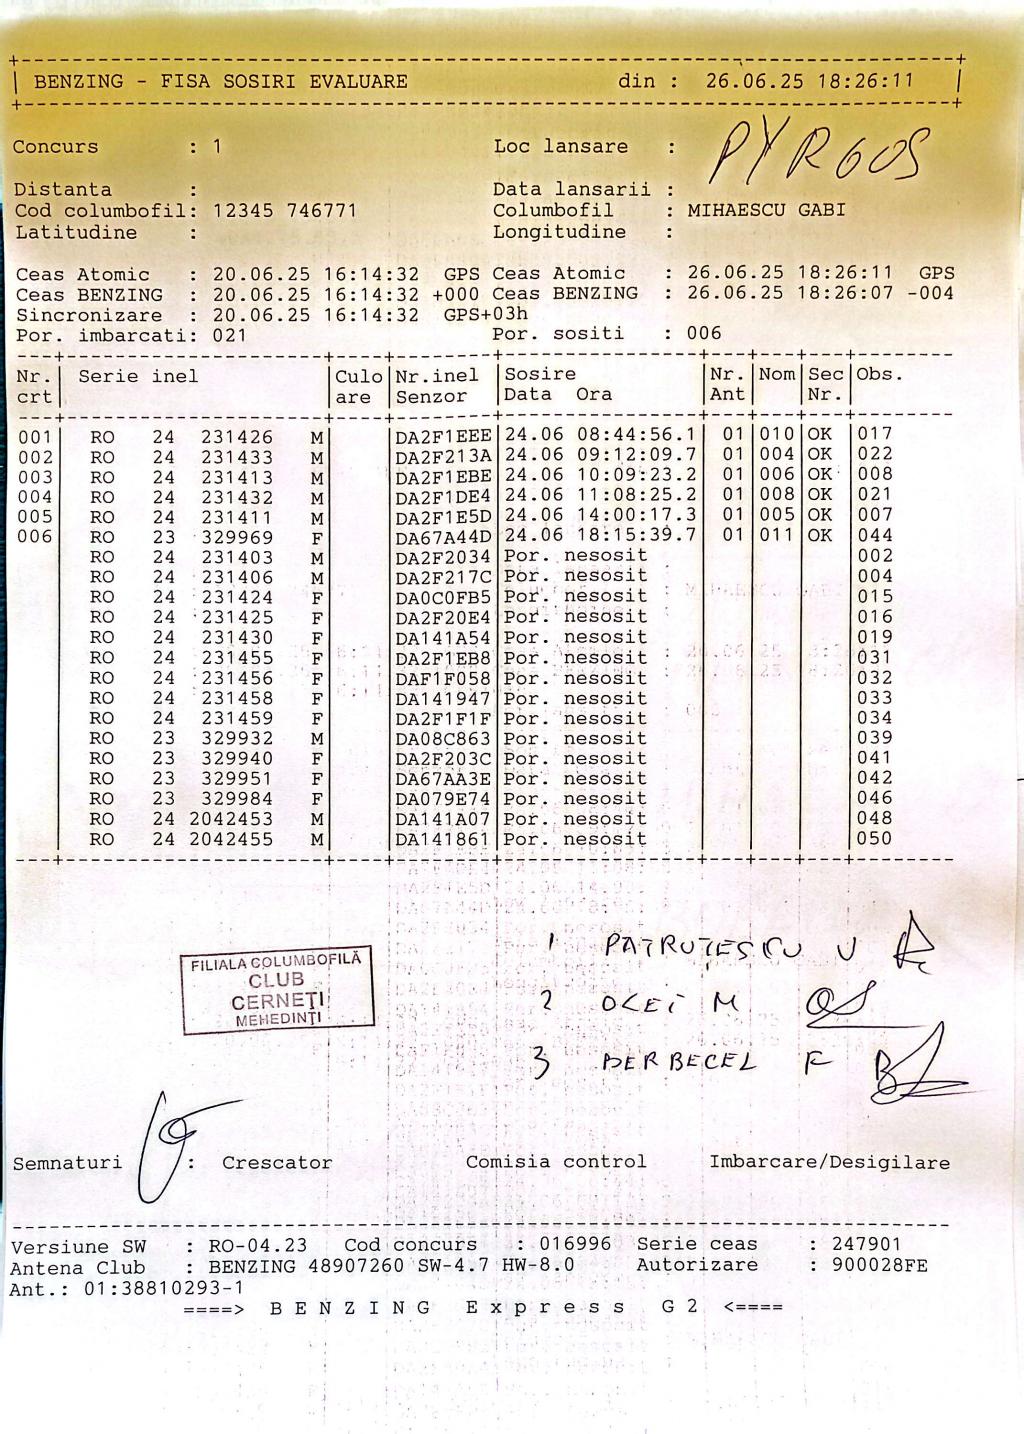 BENZING - FISA SOSIRI EVALUARE din : 26.06.25 18:26:11
Concurs : 1 Loc lansare : PYRGOS
Distanta : Data lansarii :
Cod columbofil: 12345 746771 Columbofil : MIHAESCU GABI
Latitudine : Longitudine :
Ceas Atomic : 20.06.25 16:14:32 GPS Ceas Atomic : 26.06.25 18:26:11 GPS
Ceas BENZING : 20.06.25 16:14:32 +000 Ceas BENZING : 26.06.25 18:26:07 -004
Sincronizare : 20.06.25 16:14:32 GPS+03h
Por. imbarcati: 021 Por. sositi : 006
Nr. Serie inel Culo Nr.inel Sosire Nr. Nom Sec Obs.
crt are Senzor Data Ora Ant Nr.
001 RO 24 231426 M DA2F1EEE 24.06 08:44:56.1 01 010 OK 017
002 RO 24 231433 M DA2F213A 24.06 09:12:09.7 01 004 OK 022
003 RO 24 231413 M DA2F1EBE 24.06 10:09:23.2 01 006 OK 008
004 RO 24 231432 M DA2F1DE4 24.06 11:08:25.2 01 008 OK 021
005 RO 24 231411 M DA2F1E5D 24.06 14:00:17.3 01 005 OK 007
006 RO 23 329969 F DA67A44D 24.06 18:15:39.7 01 011 OK 044
RO 24 231403 M DA2F2034 Por. nesosit 002
RO 24 231406 M DA2F217C Por. nesosit 004
RO 24 231424 F DA0C0FB5 Por. nesosit 015
RO 24 231425 F DA2F20E4 Por. nesosit 016
RO 24 231430 F DA141A54 Por. nesosit 019
RO 24 231455 F DA2F1EB8 Por. nesosit 031
RO 24 231456 F DAF1F058 Por. nesosit 032
RO 24 231458 F DA141947 Por. nesosit 033
RO 24 231459 F DA2F1F1F Por. nesosit 034
RO 23 329932 M DA08C863 Por. nesosit 039
RO 23 329940 F DA2F203C Por. nesosit 041
RO 23 329951 F DA67AA3E Por. nesosit 042
RO 23 329984 F DA079E74 Por. nesosit 046
RO 24 2042453 M DA141A07 Por. nesosit 048
RO 24 2042455 M DA141861 Por. nesosit 050
FILIALA COLUMBOFILĂ
CLUB
CERNEȚI
MEHEDINȚI
1 PATRUTESCU U
2 OLEI M
3 BERBECEL F
Semnaturi : Crescator Comisia control Imbarcare/Desigilare
Versiune SW : RO-04.23 Cod concurs : 016996 Serie ceas : 247901
Antena Club : BENZING 48907260 SW-4.7 HW-8.0 Autorizare : 900028FE
Ant.: 01:38810293-1
====> B E N Z I N G E x p r e s s G 2 <====